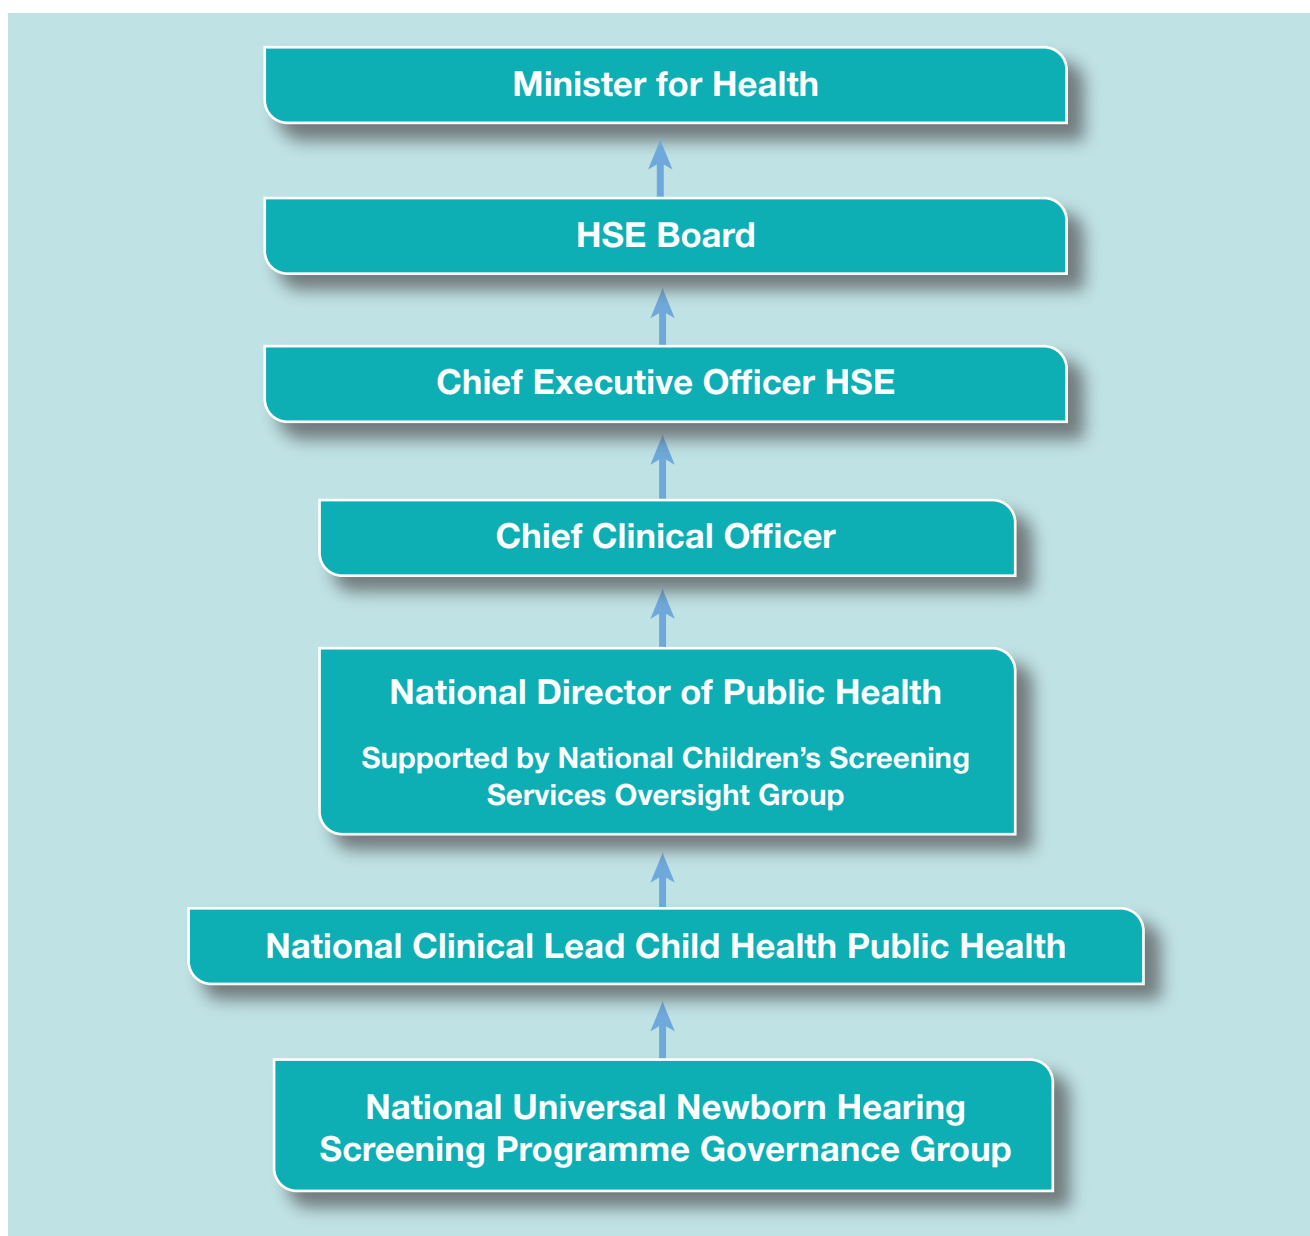 Minister for Health
HSE Board
Chief Executive Officer HSE
Chief Clinical Officer
National Director of Public Health
Supported by National Children’s Screening
Services Oversight Group
National Clinical Lead Child Health Public Health
National Universal Newborn Hearing
Screening Programme Governance Group